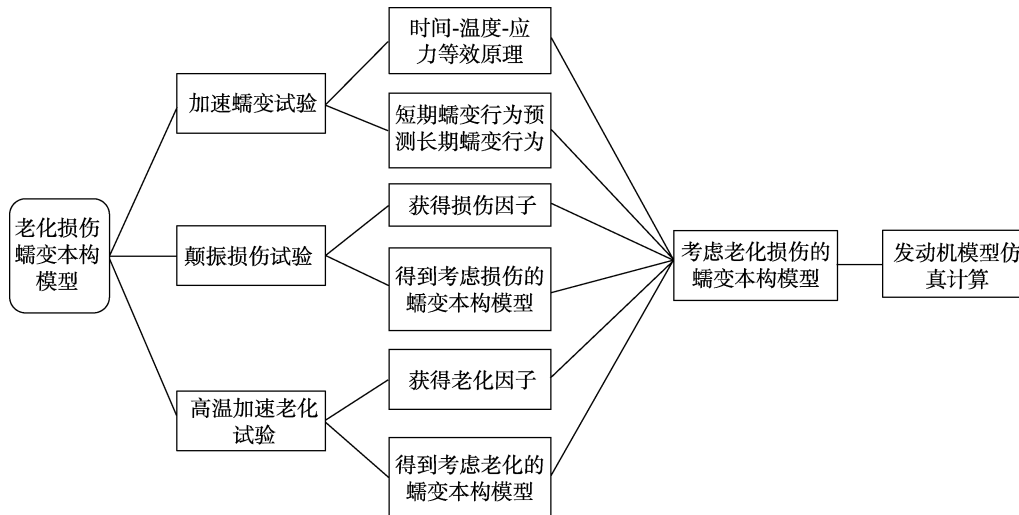 老化损伤
蠕变本构
模型
加速蠕变试验
颠振损伤试验
高温加速老化
试验
时间-温度-应
力等效原理
短期蠕变行为预
测长期蠕变行为
获得损伤因子
得到考虑损伤的
蠕变本构模型
获得老化因子
得到考虑老化的
蠕变本构模型
考虑老化损伤的
蠕变本构模型
发动机模型仿
真计算